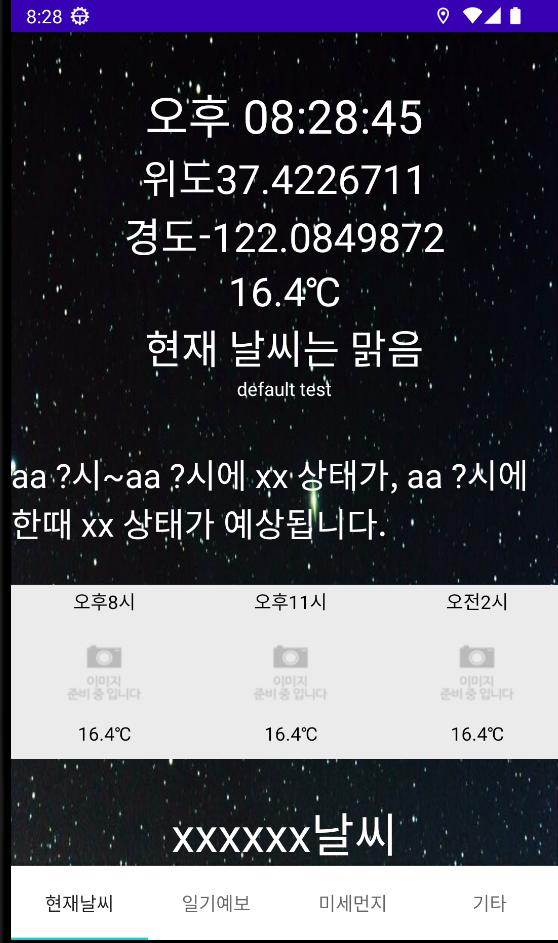 8:28
오후 08:28:45
위도37.4226711
경도-122.0849872
16.4℃
현재 날씨는 맑음
default test
aa ?시~aa ?시에 xx 상태가, aa ?시에
한때 xx 상태가 예상됩니다.
오후8시 오후11시 오전2시
이미지 이미지 이미지
준비 중 입니다 준비 중 입니다 준비 중 입니다
16.4℃ 16.4℃ 16.4℃
xxxxxx날씨
현재날씨 일기예보 미세먼지 기타